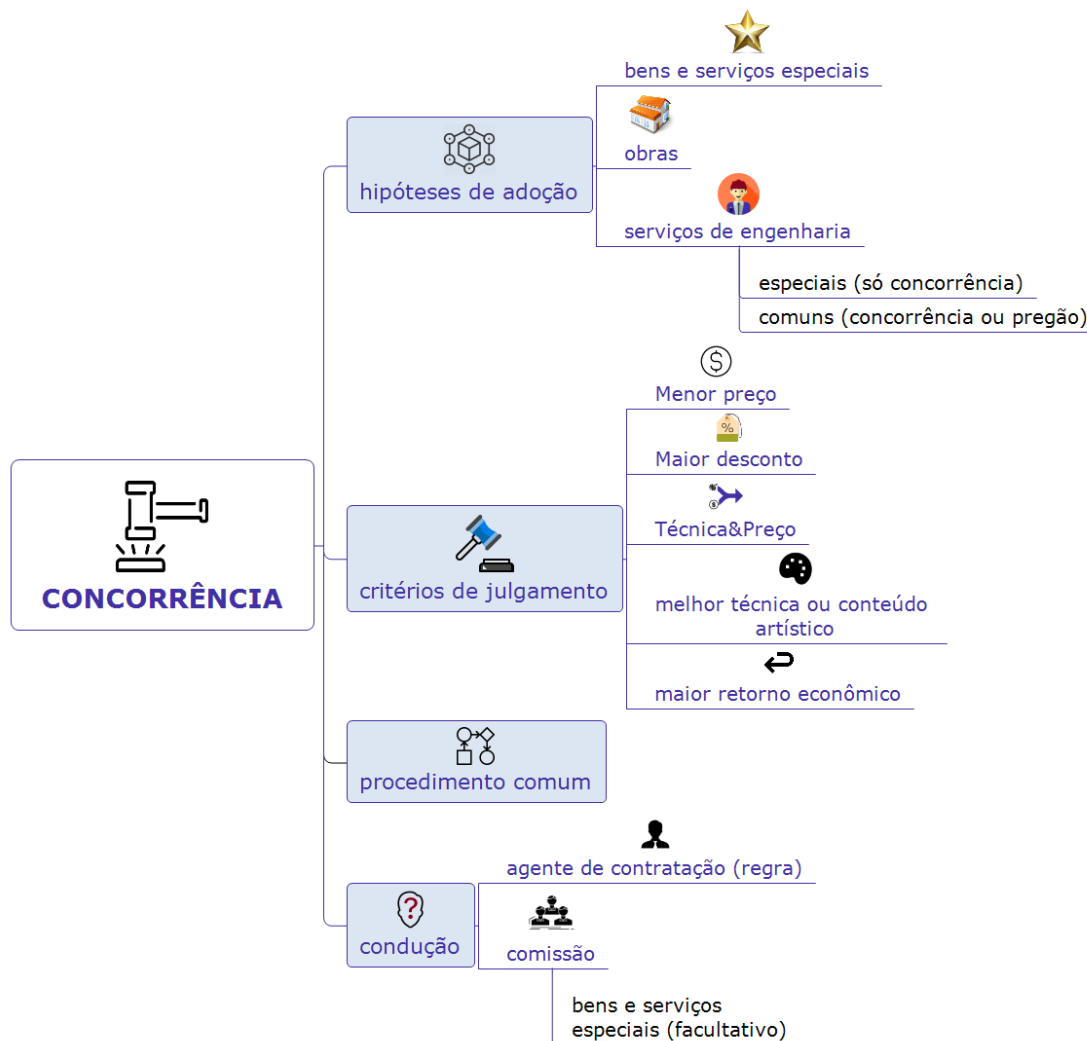 CONCORRÊNCIA
hipóteses de adoção
bens e serviços especiais
obras
serviços de engenharia
especiais (só concorrência)
comuns (concorrência ou pregão)
critérios de julgamento
$
Menor preço
%
Maior desconto
$
Técnica&Preço
melhor técnica ou conteúdo
artístico
maior retorno econômico
procedimento comum
?
condução
agente de contratação (regra)
comissão
bens e serviços
especiais (facultativo)